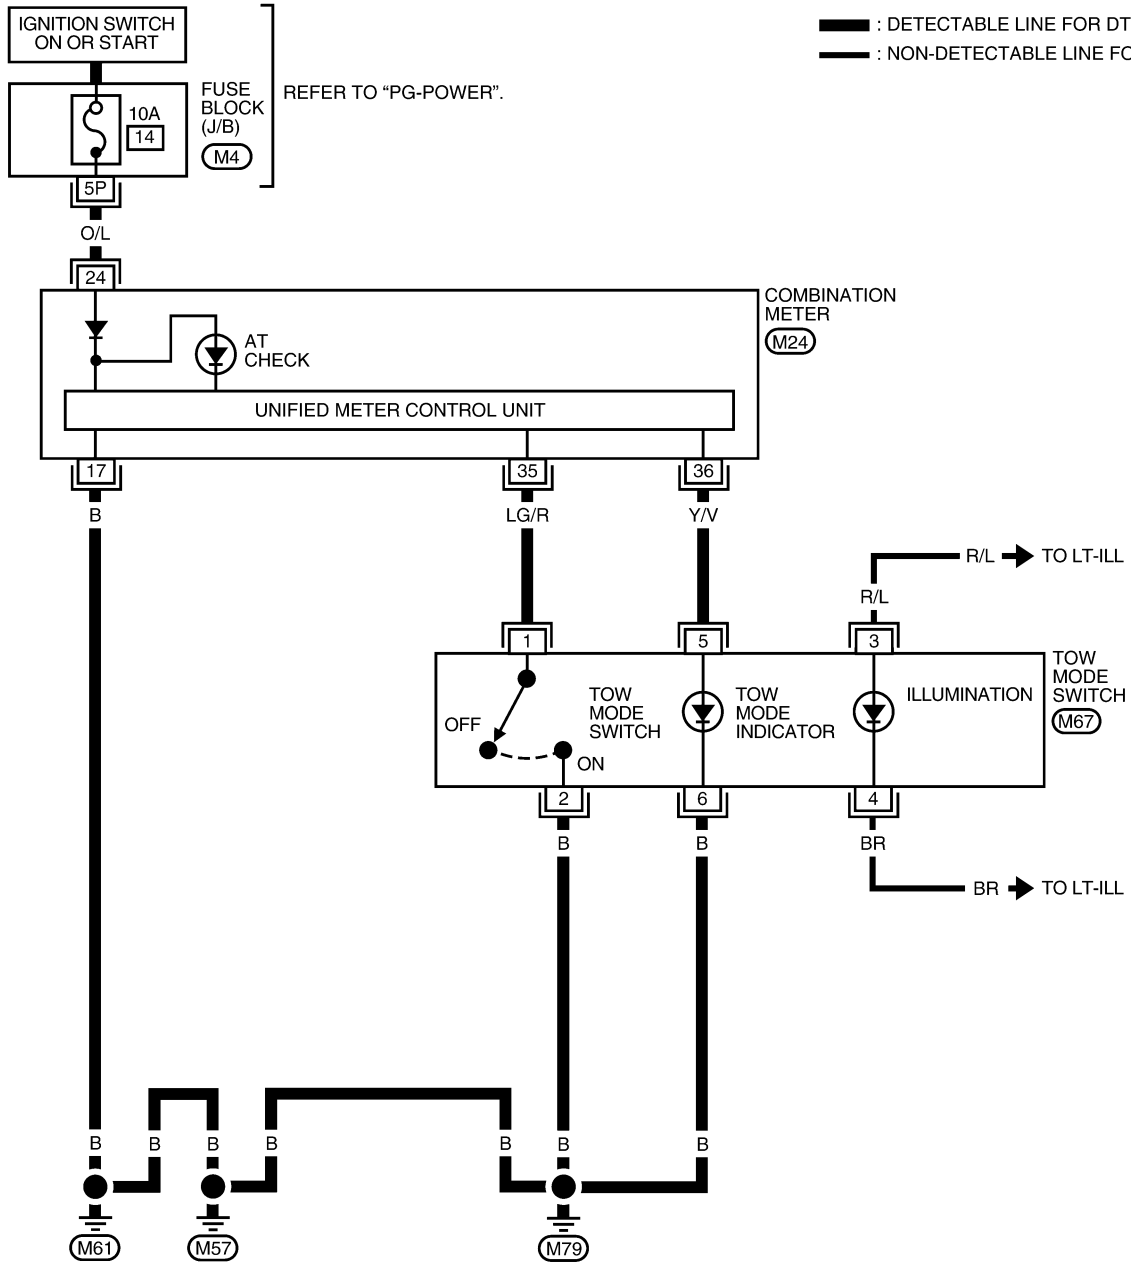 IGNITION SWITCH
ON OR START
: DETECTABLE LINE FOR DT
: NON-DETECTABLE LINE FO
FUSE
BLOCK
(J/B)
M4
REFER TO “PG-POWER”.
10A
14
5P
O/L
24
COMBINATION
METER
M24
AT
CHECK
UNIFIED METER CONTROL UNIT
17
35
36
B
LG/R
Y/V
R/L
TO LT-ILL
R/L
1
5
3
TOW
MODE
SWITCH
M67
OFF
ON
TOW
MODE
SWITCH
TOW
MODE
INDICATOR
ILLUMINATION
2
6
4
B
B
BR
BR
TO LT-ILL
B
B
B
B
B
B
B
M61
M57
M79